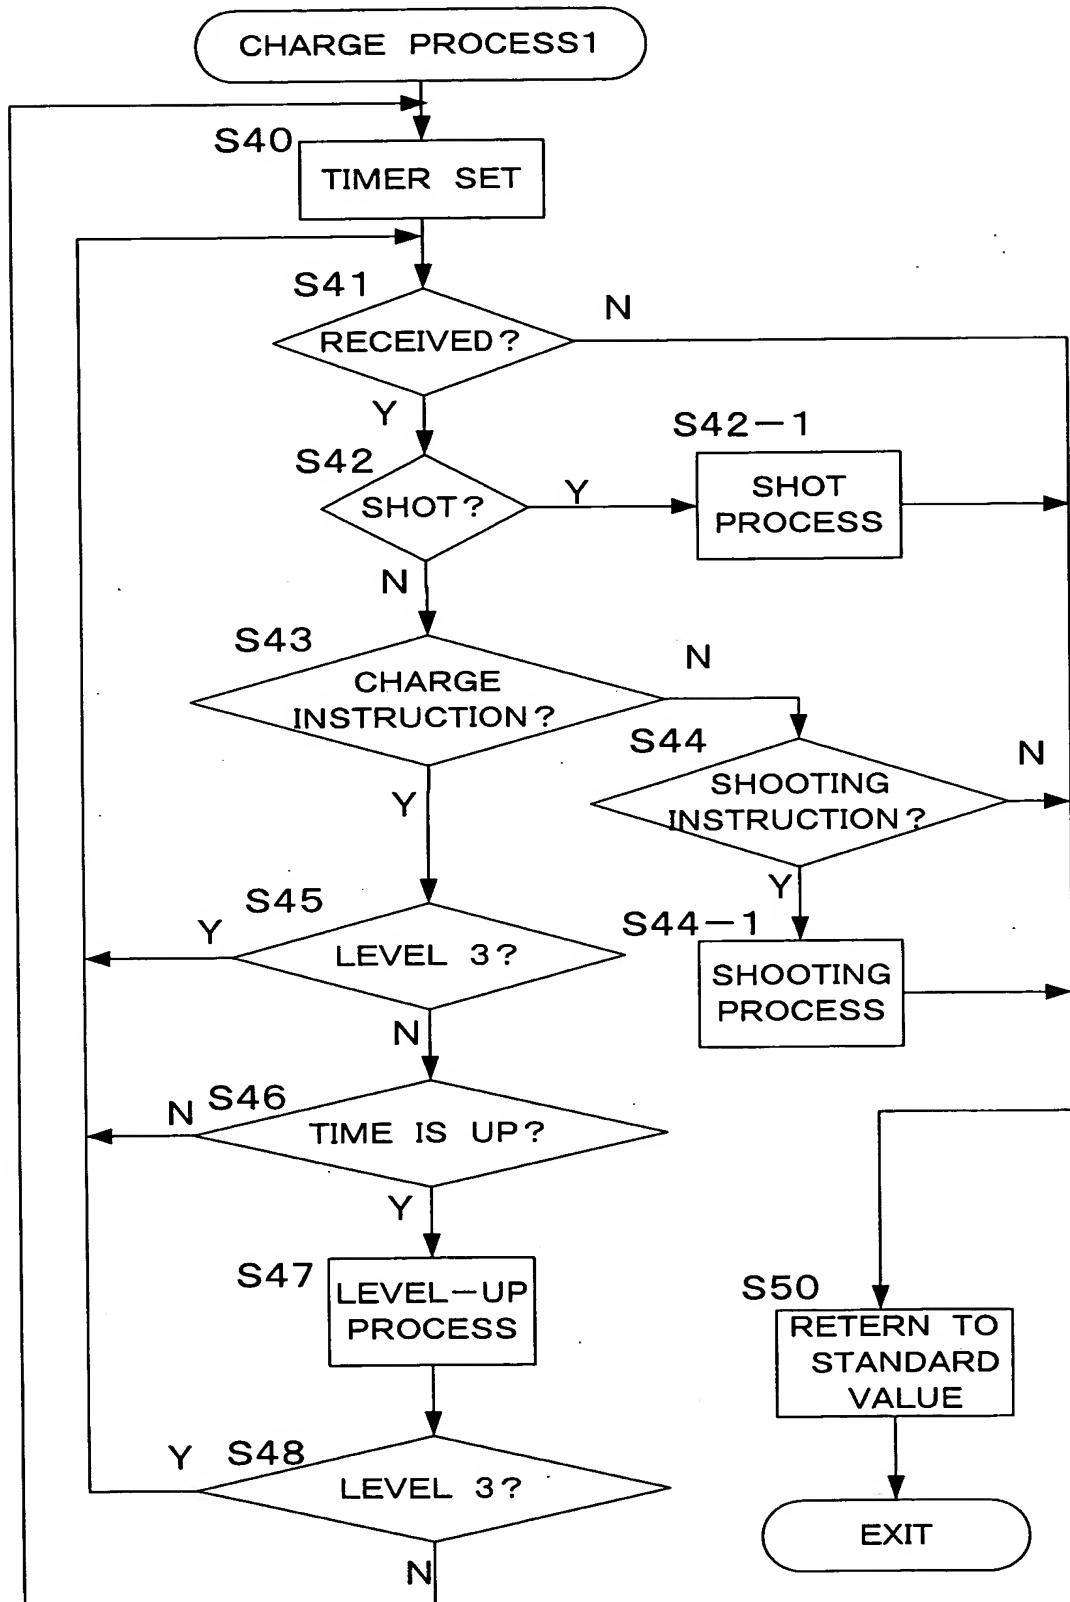 CHARGE PROCESS1
S40
TIMER SET
S41
RECEIVED?
N
Y
S42
SHOT?
Y
N
S42-1
SHOT
PROCESS
S43
CHARGE
INSTRUCTION?
N
Y
S44
SHOOTING
INSTRUCTION?
N
Y
S44-1
SHOOTING
PROCESS
S45
LEVEL 3?
Y
N
S46
TIME IS UP?
N
Y
S47
LEVEL-UP
PROCESS
S48
LEVEL 3?
Y
N
S50
RETERN TO
STANDARD
VALUE
EXIT